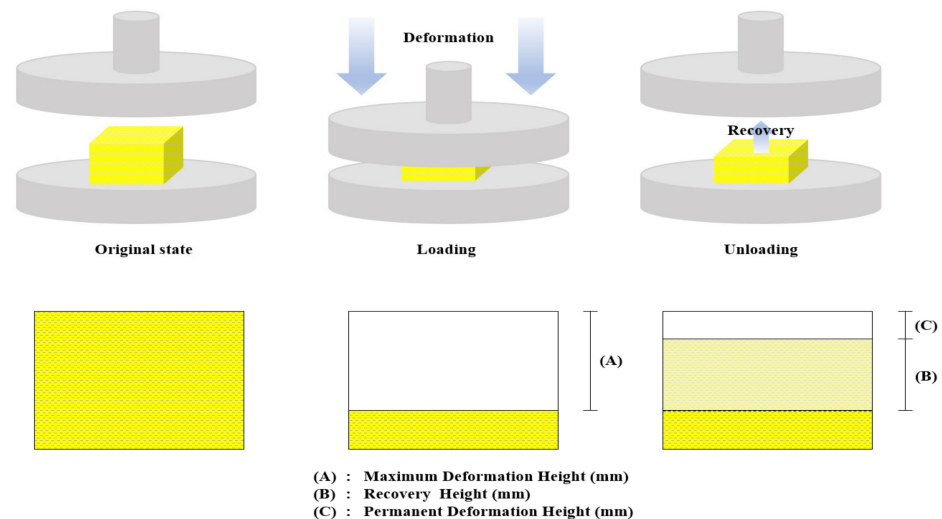 Deformation
Recovery
Original state
Loading
Unloading
(A)
(C)
(B)
(A) : Maximum Deformation Height (mm)
(B) : Recovery Height (mm)
(C) : Permanent Deformation Height (mm)